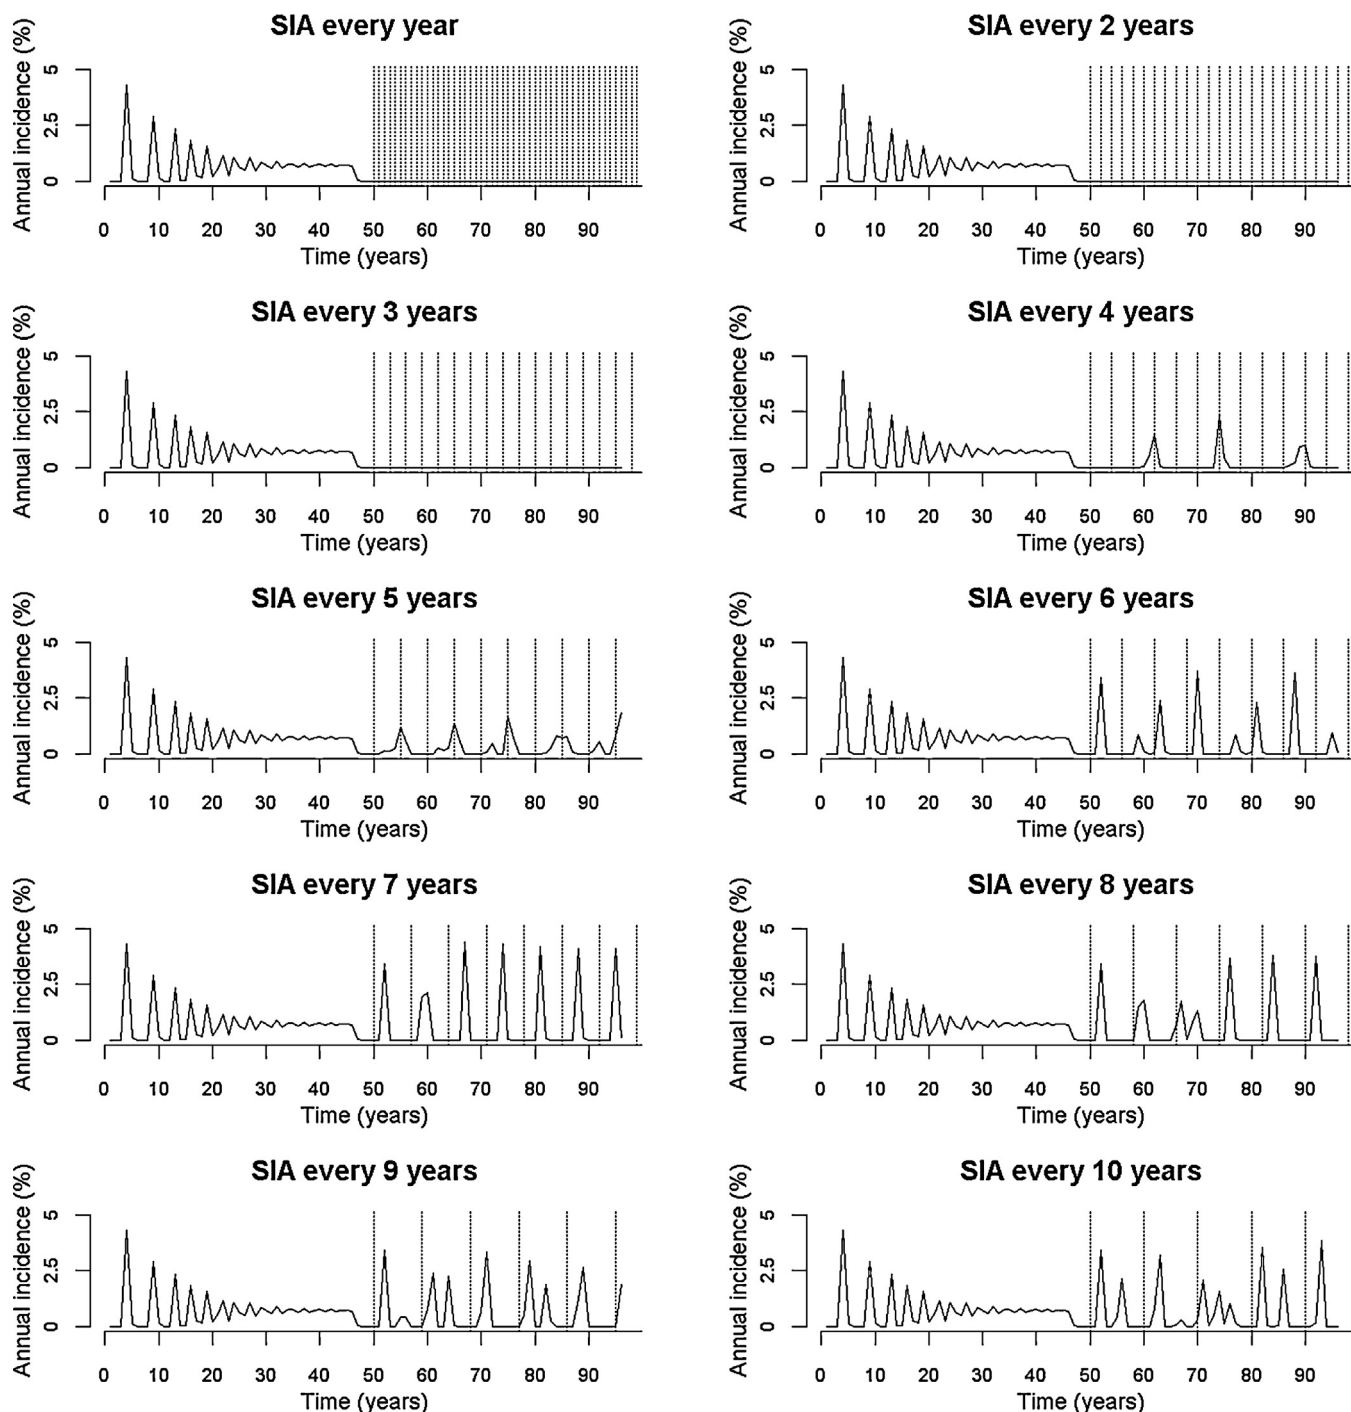 SIA every year
Annual incidence (%)
5
2.5
0
0 10 20 30 40 50 60 70 80 90
Time (years)
SIA every 2 years
Annual incidence (%)
5
2.5
0
0 10 20 30 40 50 60 70 80 90
Time (years)
SIA every 3 years
Annual incidence (%)
5
2.5
0
0 10 20 30 40 50 60 70 80 90
Time (years)
SIA every 4 years
Annual incidence (%)
5
2.5
0
0 10 20 30 40 50 60 70 80 90
Time (years)
SIA every 5 years
Annual incidence (%)
5
2.5
0
0 10 20 30 40 50 60 70 80 90
Time (years)
SIA every 6 years
Annual incidence (%)
5
2.5
0
0 10 20 30 40 50 60 70 80 90
Time (years)
SIA every 7 years
Annual incidence (%)
5
2.5
0
0 10 20 30 40 50 60 70 80 90
Time (years)
SIA every 8 years
Annual incidence (%)
5
2.5
0
0 10 20 30 40 50 60 70 80 90
Time (years)
SIA every 9 years
Annual incidence (%)
5
2.5
0
0 10 20 30 40 50 60 70 80 90
Time (years)
SIA every 10 years
Annual incidence (%)
5
2.5
0
0 10 20 30 40 50 60 70 80 90
Time (years)